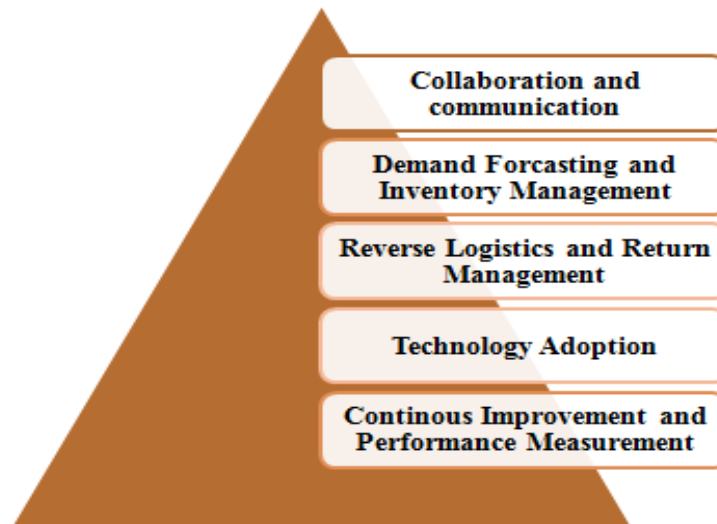 Collaboration and
communication
Demand Forcasting and
Inventory Management
Reverse Logistics and Return
Management
Technology Adoption
Continous Improvement and
Performance Measurement